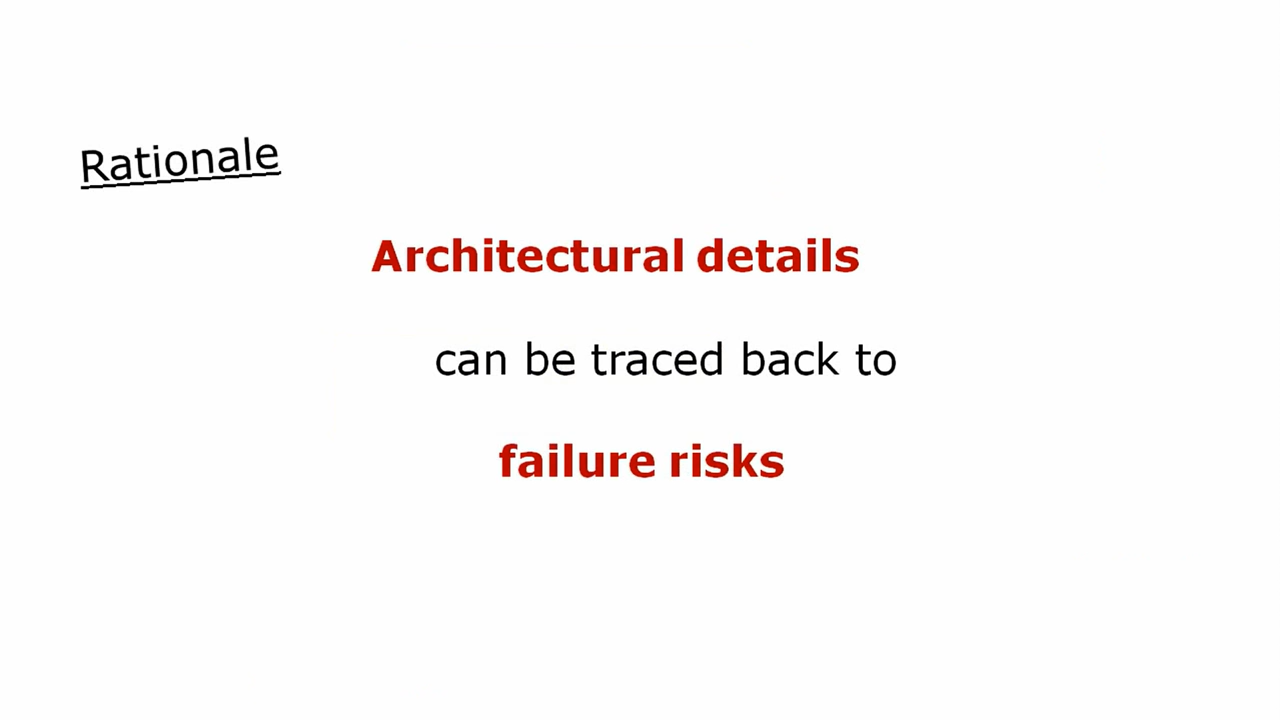 Rationale
Architectural details
can be traced back to
failure risks